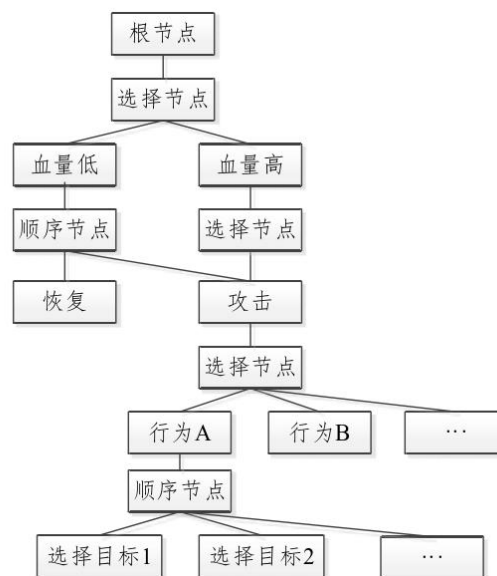 根节点
选择节点
血量低 血量高
顺序节点 选择节点
恢复 攻击
选择节点
行为A 行为B ···
顺序节点
选择目标1 选择目标2 ···